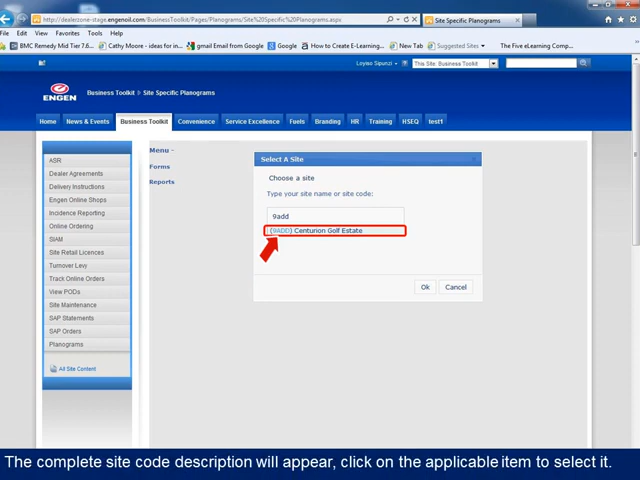 http://dealerzone-stage.engenoil.com/BusinessToolkit/Pages/Planograms/Site%20Specific%20Planograms.aspx
Site Specific Planograms
File Edit View Favorites Tools Help
BMC Remedy Mid Tier 7.6... Cathy Moore - ideas for in... gmail Email from Google Google How to Create E-Learning... New Tab Suggested Sites The Five eLearning Comp...
Loyiso Sipunzi This Site: Business Toolkit
ENGEN
Business Toolkit Site Specific Planograms
Home News & Events Business Toolkit Convenience Service Excellence Fuels Branding HR Training HSEQ test1
Menu -
Forms
Reports
ASR
Dealer Agreements
Delivery Instructions
Engen Online Shops
Incidence Reporting
Online Ordering
SIAM
Site Retail Licences
Turnover Levy
Track Online Orders
View PODs
Site Maintenance
SAP Statements
SAP Orders
Planograms
All Site Content
Select A Site
Choose a site
Type your site name or site code:
9add
(9ADD) Centurion Golf Estate
Ok Cancel
The complete site code description will appear, click on the applicable item to select it.